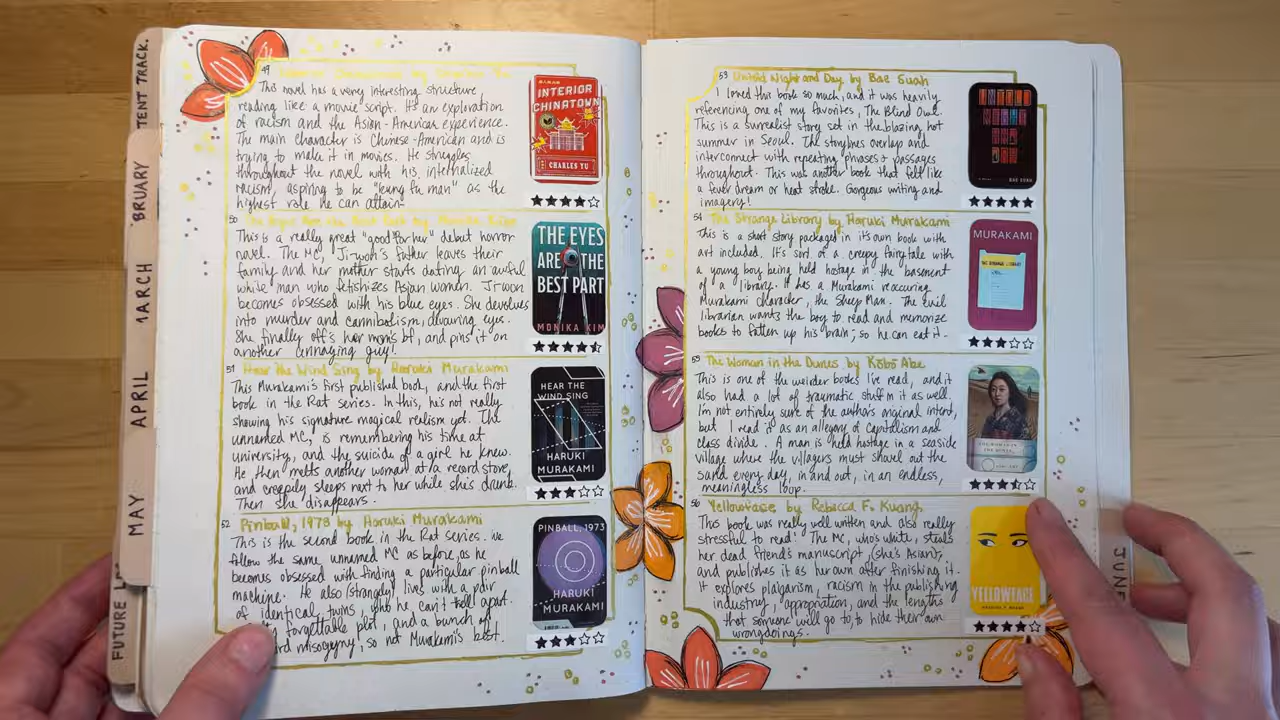 TENT TRACK.
BRUARY
MARCH
APRIL
MAY
FUTURE
49
Interior Chinatown by Charles Yu
This novel has a very interesting structure
reading like a movie script. It's an exploration
of racism and the Asian-American experience.
The main character is Chinese-American and is
trying to make it in movies. He struggles
throughout the novel with his internalized
racism, aspiring to be "kung fu man" as the
highest role he can attain.
INTERIOR
CHINATOWN
CHARLES YU
50
The Eyes Are the Best Part by Monika Kim
This is a really great "good for her" debut horror
novel. The MC, Ji-won's father leaves their
family and her mother starts dating an awful
white man who fetishizes Asian women. Ji-won
becomes obsessed with his blue eyes. She devolves
into murder and cannibolism, devouring eyes.
She finally off's her mom's bf, and pins it on
another annoying guy!
THE EYES
ARE THE
BEST PART
MONIKA KIM
51
Hear the Wind Sing by Haruki Murakami
This Murakami's first published book, and the first
book in the Rat series. In this, he's not really
showing his signature magical realism yet. The
unnamed MC, is remembering his time at
university, and the suicide of a girl he knew.
He then meets another woman at a record store,
and creepily sleeps next to her while she's drunk.
Then she disappears.
HEAR THE
WIND SING
HARUKI
MURAKAMI
52
Pinball, 1973 by Haruki Murakami
This is the second book in the Rat series. We
follow the same unnamed MC as before, as he
becomes obsessed with finding a particular pinball
machine. He also (strangely) lives with a pair
of identical twins, who he can't tell apart.
forgettable plot, and a bunch of
misogyny, so not Murakami's best.
PINBALL, 1973
HARUKI
MURAKAMI
53
Untold Night and Day by Bae Suah
I loved this book so much, and it was heavily
referencing one of my favorites, The Blind Owl.
This is a surrealist story set in the blazing hot
summer in Seoul. The storylines overlap and
interconnect with repeating phrases + passages
throughout. This was another book that felt like
a fever dream or heat stroke. Gorgeous writing and
imagery!
BAE SUAH
54
The Strange Library by Haruki Murakami
This is a short story packaged in its own book with
art included. It's sort of a creepy fairytale with
a young boy being held hostage in the basement
of a library. It has a Murakami reaccuring
Murakami character, the Sheep Man. The evil
librarian wants the boy to read and memorize
books to fatten up his brain, so he can eat it.
MURAKAMI
THE STRANGE LIBRARY
55
The Woman in the Dunes by Kōbō Abe
This is one of the weirder books I've read, and it
also had a lot of traumatic stuff in it as well.
I'm not entirely sure of the author's original intent,
but I read it as an allegory of capitalism and
class divide. A man is held hostage in a seaside
village where the villagers must shovel out the
sand every day, in and out, in an endless,
meaningless loop.
THE WOMAN IN
THE DUNES
56
Yellowface by Rebecca F. Kuang
This book was really well written and also really
stressful to read! The MC, who's white, steals
her dead friend's manuscript, (she's Asian),
and publishes it as her own after finishing it.
It explores plaigarism, racism in the publishing
industry, appropriation, and the lengths
that someone will go to, to hide their own
wrongdoings.
YELLOWFACE
REBECCA F. KUANG
JUNE